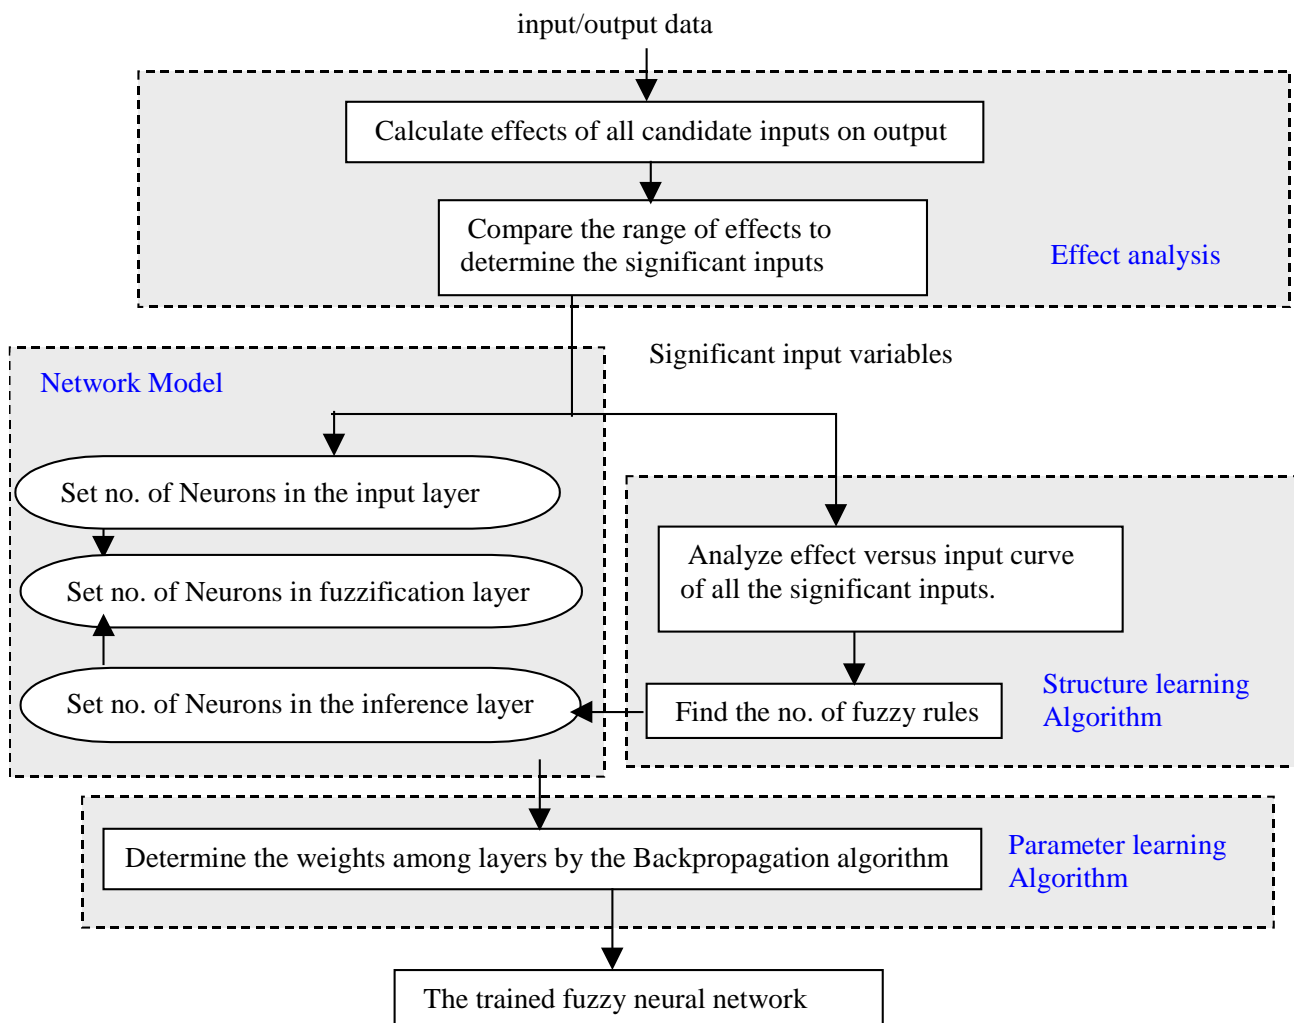 input/output data
Calculate effects of all candidate inputs on output
Compare the range of effects to
determine the significant inputs
Effect analysis
Significant input variables
Network Model
Set no. of Neurons in the input layer
Set no. of Neurons in fuzzification layer
Set no. of Neurons in the inference layer
Analyze effect versus input curve
of all the significant inputs.
Find the no. of fuzzy rules
Structure learning
Algorithm
Determine the weights among layers by the Backpropagation algorithm
Parameter learning
Algorithm
The trained fuzzy neural network